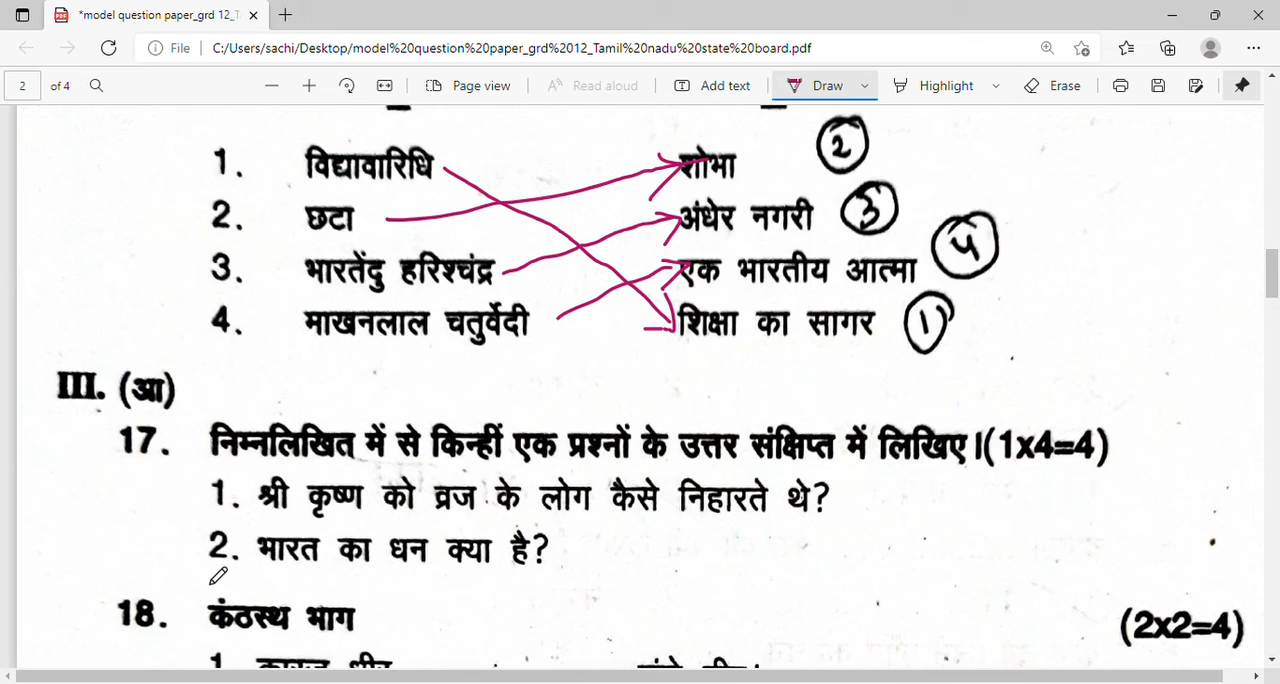 *model question paper_grd 12_T
File C:/Users/sachi/Desktop/model%20question%20paper_grd%2012_Tamil%20nadu%20state%20board.pdf
2 of 4 Page view Read aloud Add text Draw Highlight Erase
1. विद्यावारिधि शोभा 2
2. छटा अंधेर नगरी 3
3. भारतेंदु हरिश्चंद्र एक भारतीय आत्मा 4
4. माखनलाल चतुर्वेदी शिक्षा का सागर 1
III. (आ)
17. निम्नलिखित में से किन्हीं एक प्रश्नों के उत्तर संक्षिप्त में लिखिए।(1x4=4)
1. श्री कृष्ण को व्रज के लोग कैसे निहारते थे?
2. भारत का धन क्या है?
18. कंठस्थ भाग (2x2=4)